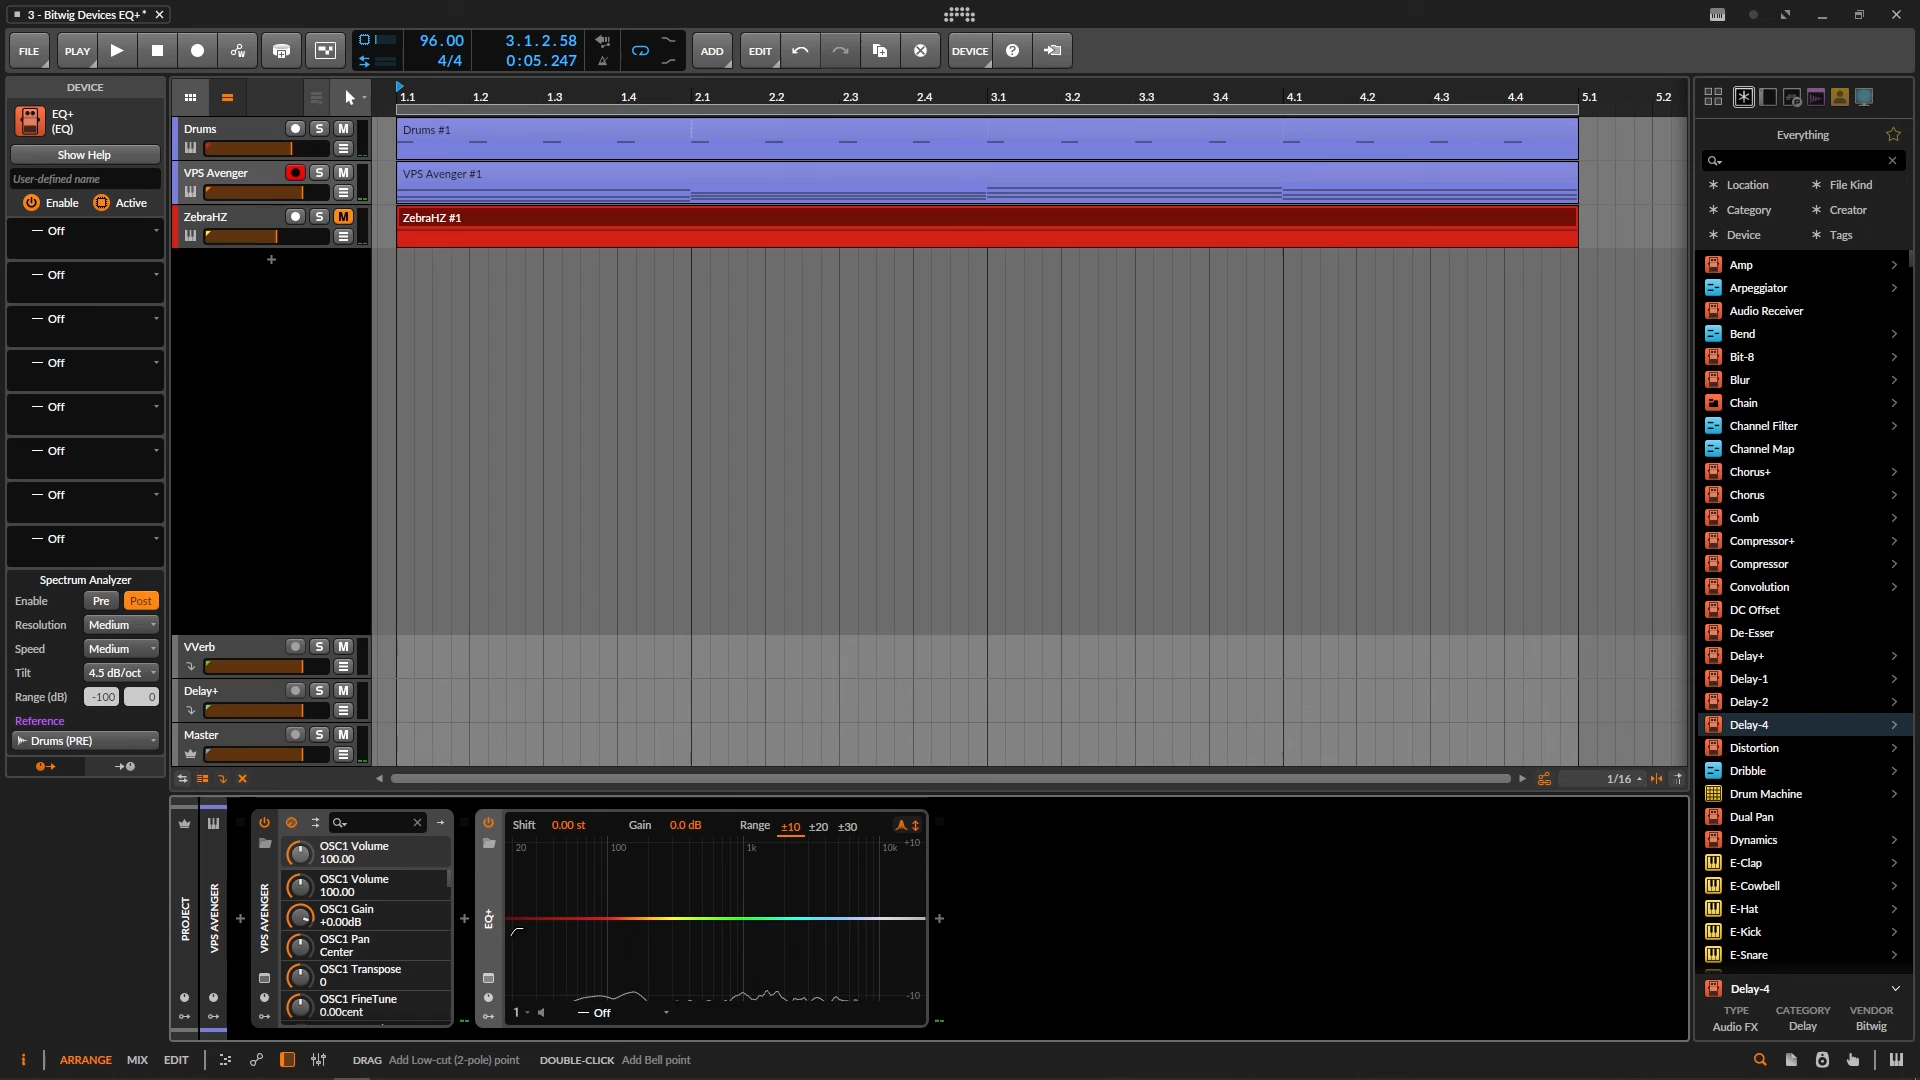 3 - Bitwig Devices EQ+*
FILE
PLAY
96.00
4/4
3.1.2.58
0:05.247
ADD
EDIT
DEVICE
DEVICE
EQ+
(EQ)
Show Help
User-defined name
Enable
Active
Off
Off
Off
Off
Off
Off
Off
Off
Spectrum Analyzer
Enable Pre Post
Resolution Medium
Speed Medium
Tilt 4.5 dB/oct
Range (dB) -100 0
Reference
Drums (PRE)
1.1 1.2 1.3 1.4 2.1 2.2 2.3 2.4 3.1 3.2 3.3 3.4 4.1 4.2 4.3 4.4 5.1 5.2
Drums S M
Drums #1
VPS Avenger S M
VPS Avenger #1
ZebraHZ S M
ZebraHZ #1
VVerb S M
Delay+ S M
Master S M
1/16
PROJECT
VPS AVENGER
VPS AVENGER
OSC1 Volume
100.00
OSC1 Volume
100.00
OSC1 Gain
+0.00dB
OSC1 Pan
Center
OSC1 Transpose
0
OSC1 FineTune
0.00cent
EQ+
Shift 0.00 st Gain 0.0 dB Range ±10 ±20 ±30
20 100 1k 10k +10
-10
1 Off
Everything
Location File Kind
Category Creator
Device Tags
Amp
Arpeggiator
Audio Receiver
Bend
Bit-8
Blur
Chain
Channel Filter
Channel Map
Chorus+
Chorus
Comb
Compressor+
Compressor
Convolution
DC Offset
De-Esser
Delay+
Delay-1
Delay-2
Delay-4
Distortion
Dribble
Drum Machine
Dual Pan
Dynamics
E-Clap
E-Cowbell
E-Hat
E-Kick
E-Snare
Delay-4
TYPE CATEGORY VENDOR
Audio FX Delay Bitwig
i ARRANGE MIX EDIT
DRAG Add Low-cut (2-pole) point DOUBLE-CLICK Add Bell point